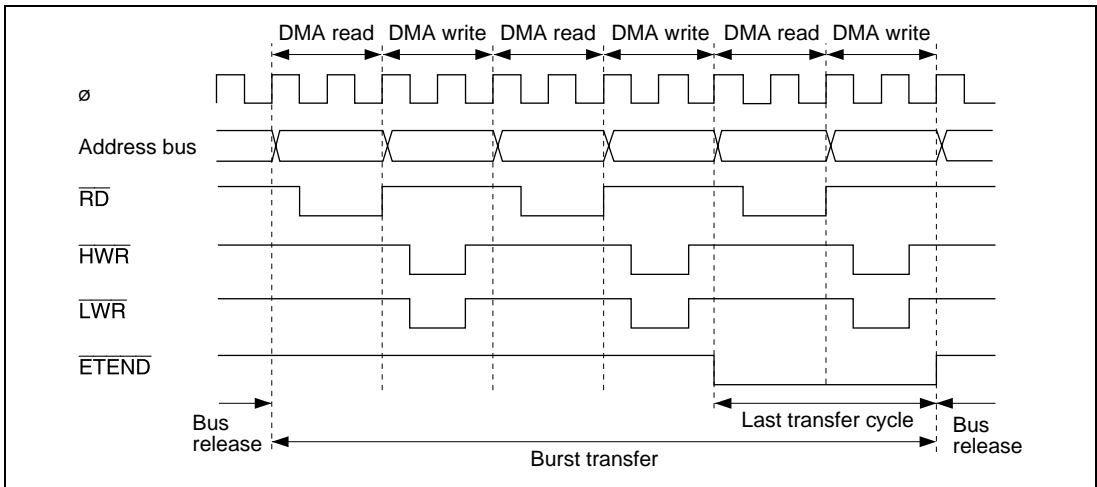 DMA read DMA write DMA read DMA write DMA read DMA write
ø
Address bus
RD
HWR
LWR
ETEND
Bus release
Last transfer cycle
Bus release
Burst transfer